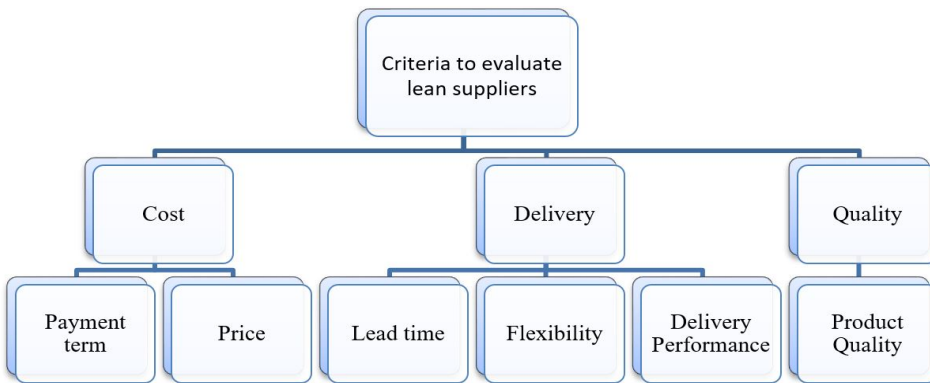 Criteria to evaluate
lean suppliers
Cost
Delivery
Quality
Payment
term
Price
Lead time
Flexibility
Delivery
Performance
Product
Quality